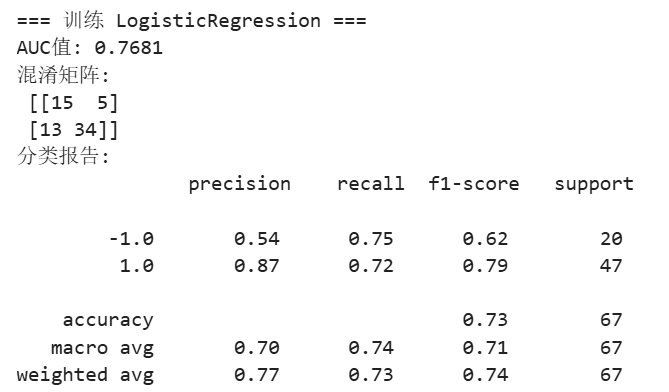 === 训练 LogisticRegression ===
AUC值: 0.7681
混淆矩阵:
[[15  5]
[13 34]]
分类报告:
precision recall f1-score support
-1.0 0.54 0.75 0.62 20
1.0 0.87 0.72 0.79 47
accuracy 0.73 67
macro avg 0.70 0.74 0.71 67
weighted avg 0.77 0.73 0.74 67